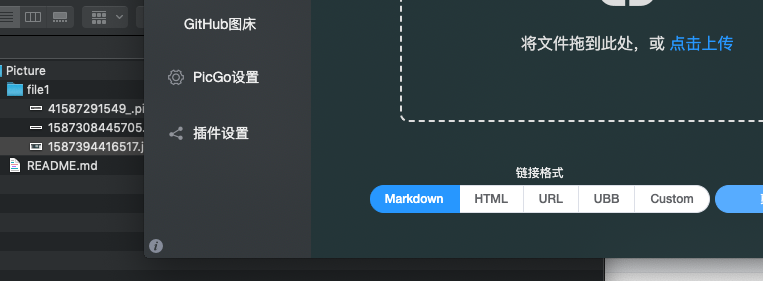 GitHub图床
PicGo设置
插件设置
将文件拖到此处，或 点击上传
链接格式
Markdown
HTML
URL
UBB
Custom
Picture
file1
41587291549_.pi
1587308445705.
1587394416517.j
README.md